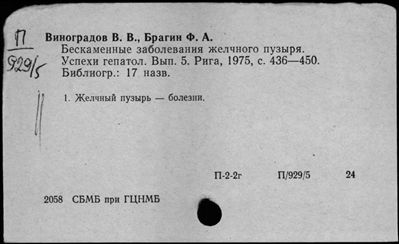 П
929/5
Виноградов В. В., Брагин Ф. А.
Бескаменные заболевания желчного пузыря.
Успехи гепатол. Вып. 5. Рига, 1975, с. 436—450.
Библиогр.: 17 назв.
1. Желчный пузырь — болезни.
П-2-2г П/929/5 24
2058 СБМБ при ГЦНМБ